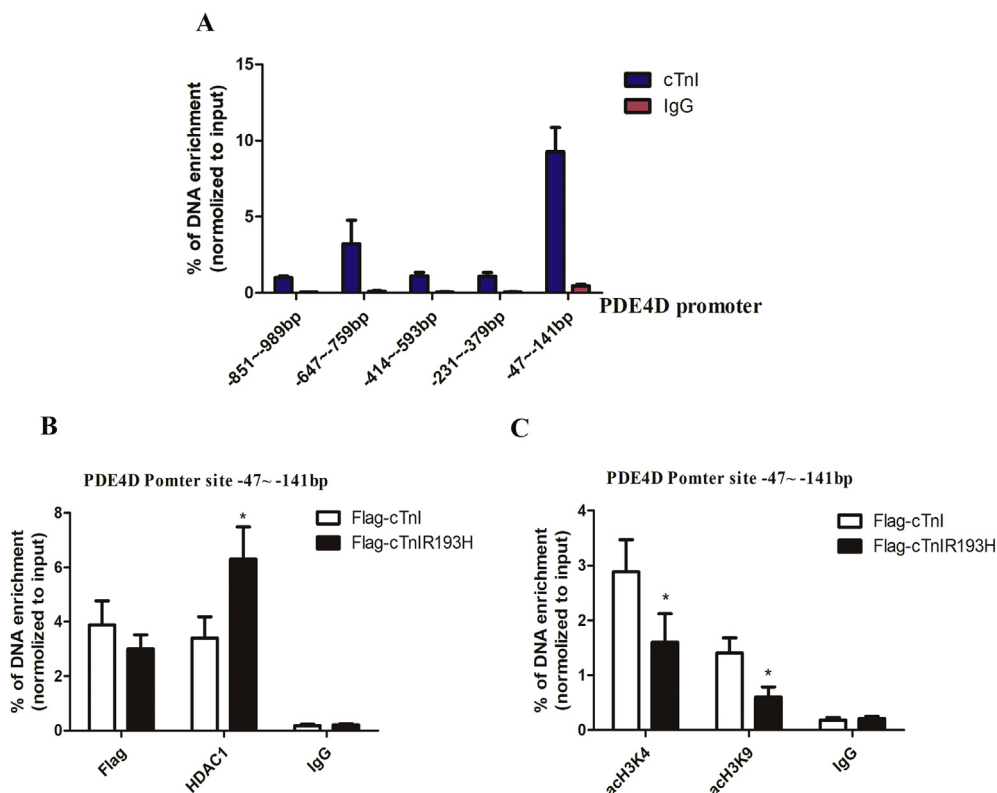 A
% of DNA enrichment
(normolized to input)
15
10
5
0
cTnI
IgG
-851~-989bp
-647~-759bp
-414~-593bp
-231~-379bp
-47~-141bp
PDE4D promoter
B
PDE4D Pomter site -47~ -141bp
% of DNA enrichment
(normolized to input)
8
6
4
2
0
*
Flag-cTnI
Flag-cTnIR193H
Flag
HDAC1
IgG
C
PDE4D Pomter site -47~ -141bp
% of DNA enrichment
(normolized to input)
4
3
2
1
0
*
*
Flag-cTnI
Flag-cTnIR193H
acH3K4
acH3K9
IgG